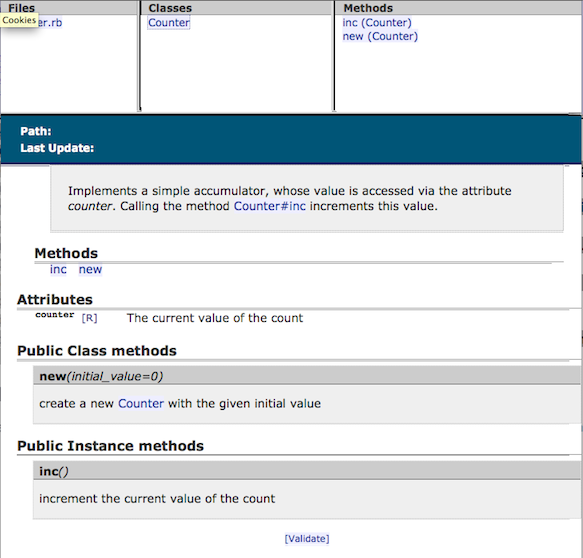 Files
Cookies
er.rb
Classes
Counter
Methods
inc (Counter)
new (Counter)
Path:
Last Update:
Implements a simple accumulator, whose value is accessed via the attribute
counter. Calling the method Counter#inc increments this value.
Methods
inc new
Attributes
counter [R] The current value of the count
Public Class methods
new(initial_value=0)
create a new Counter with the given initial value
Public Instance methods
inc()
increment the current value of the count
[Validate]